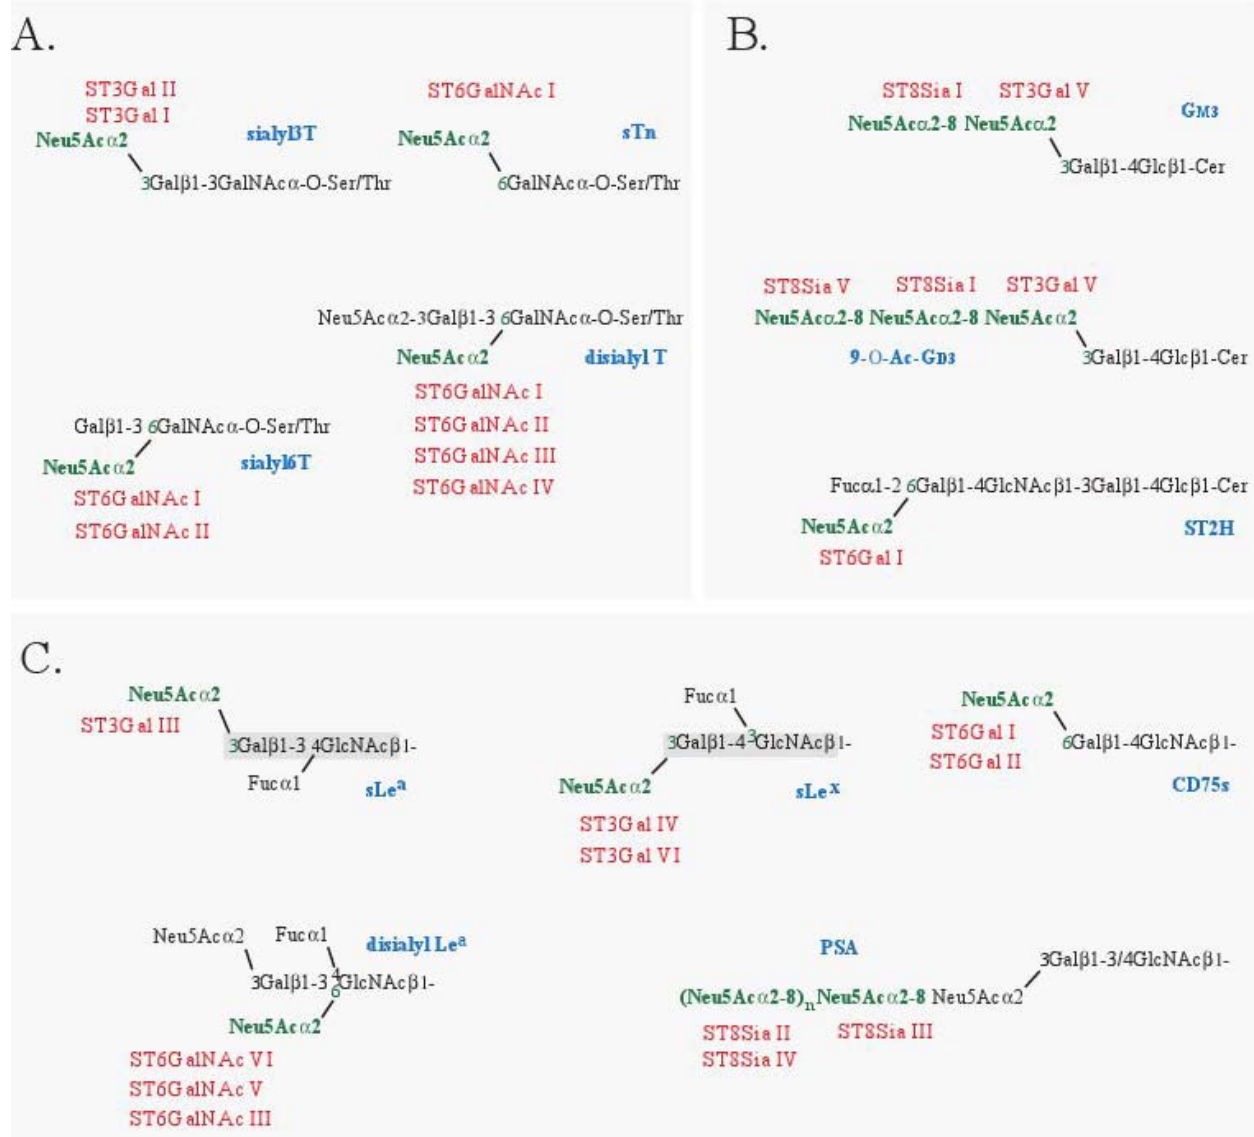 A.
ST3Gal II
ST3Gal I
Neu5Acα2
sialyl3T
3Galβ1-3GalNAcα-O-Ser/Thr
ST6GalNAc I
Neu5Acα2
sTn
6GalNAcα-O-Ser/Thr
Neu5Acα2-3Galβ1-3 6GalNAcα-O-Ser/Thr
Neu5Acα2
disialyl T
ST6GalNAc I
ST6GalNAc II
ST6GalNAc III
ST6GalNAc IV
Galβ1-3 6GalNAcα-O-Ser/Thr
Neu5Acα2
sialyl6T
ST6GalNAc I
ST6GalNAc II
B.
ST8Sia I ST3Gal V
GM3
Neu5Acα2-8 Neu5Acα2
3Galβ1-4Glcβ1-Cer
ST8Sia V ST8Sia I ST3Gal V
Neu5Acα2-8 Neu5Acα2-8 Neu5Acα2
9-O-Ac-GD3
3Galβ1-4Glcβ1-Cer
Fucα1-2 6Galβ1-4GlcNAcβ1-3Galβ1-4Glcβ1-Cer
Neu5Acα2
ST2H
ST6Gal I
C.
Neu5Acα2
ST3Gal III
3Galβ1-3 4GlcNAcβ1-
Fucα1
sLeª
Fucα1
3Galβ1-4 3GlcNAcβ1-
Neu5Acα2
sLeˣ
ST3Gal IV
ST3Gal VI
Neu5Acα2
ST6Gal I
ST6Gal II
6Galβ1-4GlcNAcβ1-
CD75s
Neu5Acα2 Fucα1
disialyl Leª
3Galβ1-3 4 6 GlcNAcβ1-
Neu5Acα2
ST6GalNAc VI
ST6GalNAc V
ST6GalNAc III
PSA
3Galβ1-3/4GlcNAcβ1-
(Neu5Acα2-8)n Neu5Acα2-8 Neu5Acα2
ST8Sia II ST8Sia III
ST8Sia IV